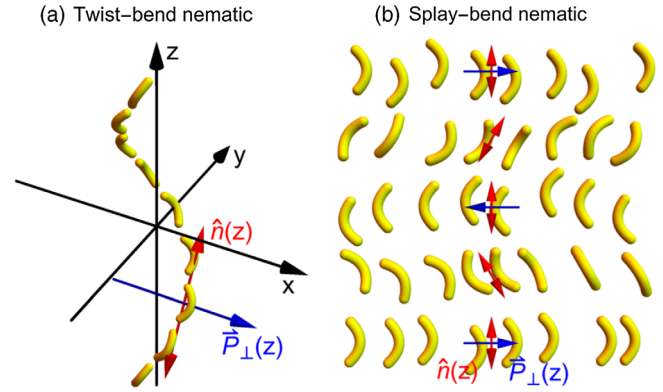 (a) Twist−bend nematic
(b) Splay−bend nematic
z
y
n̂(z)
x
P⃗⊥(z)
n̂(z) P⃗⊥(z)